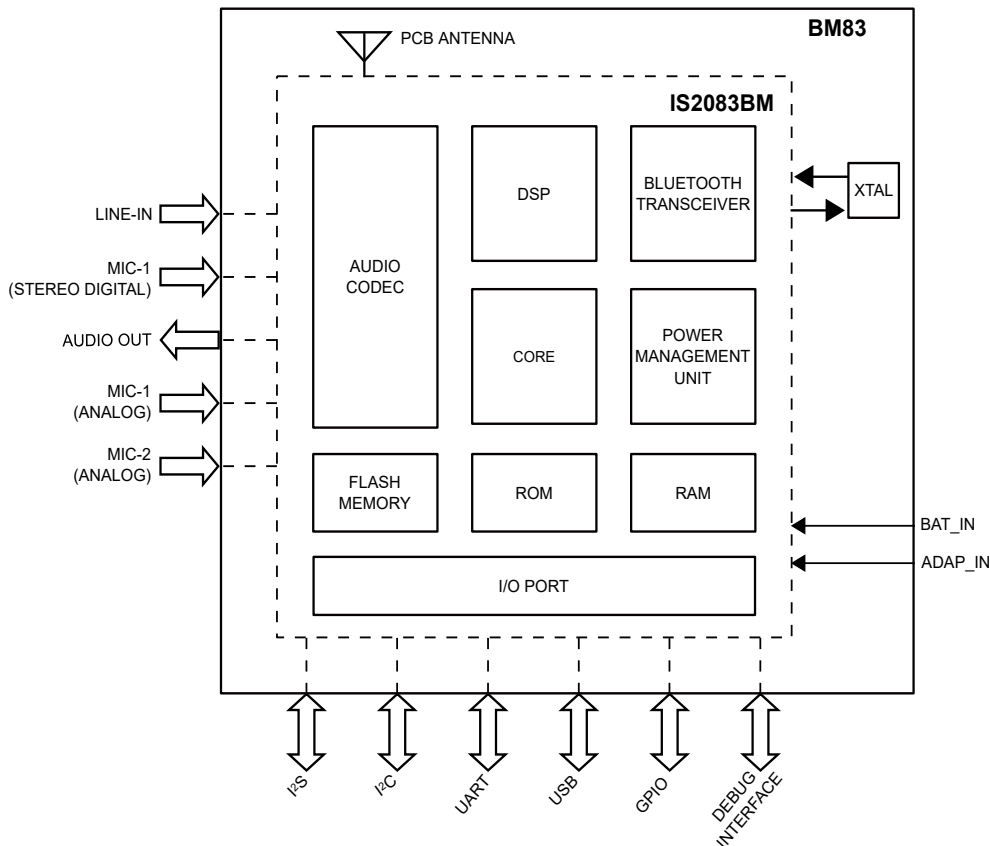 BM83
PCB ANTENNA
IS2083BM
AUDIO
CODEC
DSP
BLUETOOTH
TRANSCEIVER
XTAL
LINE-IN
MIC-1
(STEREO DIGITAL)
AUDIO OUT
MIC-1
(ANALOG)
MIC-2
(ANALOG)
CORE
POWER
MANAGEMENT
UNIT
FLASH
MEMORY
ROM
RAM
BAT_IN
ADAP_IN
I/O PORT
I²S
I²C
UART
USB
GPIO
DEBUG
INTERFACE